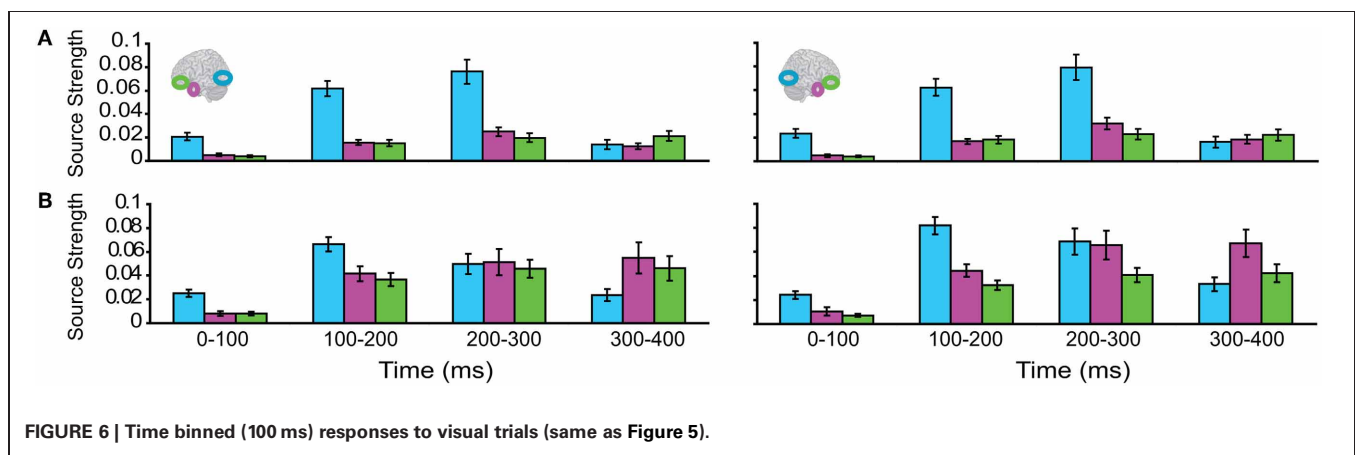 A
Source Strength
0.1
0.08
0.06
0.04
0.02
0
B
Source Strength
0.1
0.08
0.06
0.04
0.02
0
0-100 100-200 200-300 300-400
Time (ms)
0-100 100-200 200-300 300-400
Time (ms)
FIGURE 6 | Time binned (100 ms) responses to visual trials (same as Figure 5).